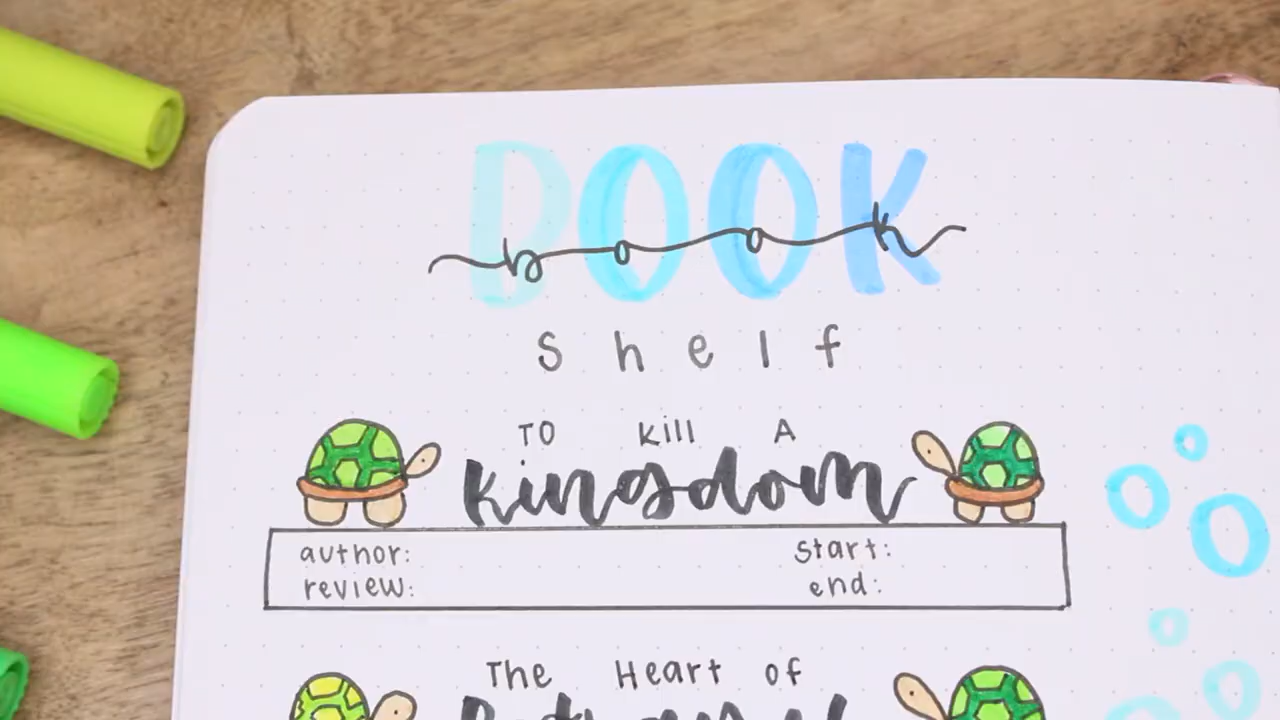 BOOK
book
shelf
TO Kill A
Kingdom
author:
start:
review:
end:
The Heart of